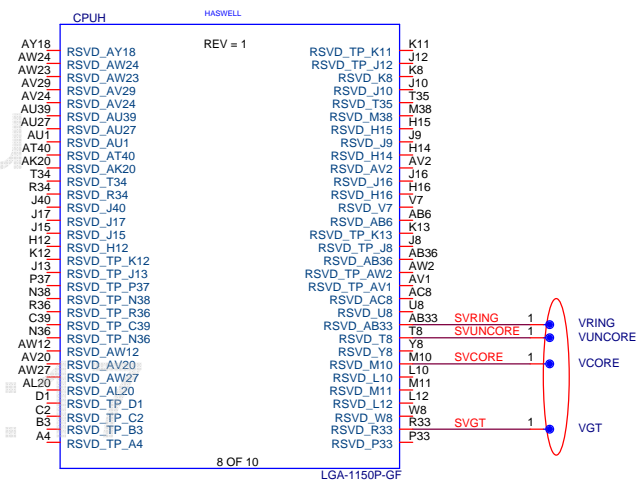 CPUH HASWELL
REV = 1
AY18 RSVD_AY18 RSVD_TP_K11 K11
AW24 RSVD_AW24 RSVD_TP_J12 J12
AW23 RSVD_AW23 RSVD_K8 K8
AV29 RSVD_AV29 RSVD_J10 J10
AV24 RSVD_AV24 RSVD_T35 T35
AU39 RSVD_AU39 RSVD_M38 M38
AU27 RSVD_AU27 RSVD_H15 H15
AU1 RSVD_AU1 RSVD_J9 J9
AT40 RSVD_AT40 RSVD_H14 H14
AK20 RSVD_AK20 RSVD_AV2 AV2
T34 RSVD_T34 RSVD_J16 J16
R34 RSVD_R34 RSVD_H16 H16
J40 RSVD_J40 RSVD_V7 V7
J17 RSVD_J17 RSVD_AB6 AB6
J15 RSVD_J15 RSVD_TP_K13 K13
H12 RSVD_H12 RSVD_TP_J8 J8
K12 RSVD_TP_K12 RSVD_AB36 AB36
J13 RSVD_TP_J13 RSVD_TP_AW2 AW2
P37 RSVD_TP_P37 RSVD_TP_AV1 AV1
N38 RSVD_TP_N38 RSVD_AC8 AC8
R36 RSVD_TP_R36 RSVD_U8 U8
C39 RSVD_TP_C39 RSVD_AB33 AB33 SVRING 1 VRING
N36 RSVD_TP_N36 RSVD_T8 T8 SVUNCORE 1 VUNCORE
AW12 RSVD_AW12 RSVD_Y8 Y8
AV20 RSVD_AV20 RSVD_M10 M10 SVCORE 1 VCORE
AW27 RSVD_AW27 RSVD_L10 L10
AL20 RSVD_AL20 RSVD_M11 M11
D1 RSVD_TP_D1 RSVD_L12 L12
C2 RSVD_TP_C2 RSVD_W8 W8
B3 RSVD_TP_B3 RSVD_R33 R33 SVGT 1 VGT
A4 RSVD_TP_A4 RSVD_P33 P33
8 OF 10
LGA-1150P-GF